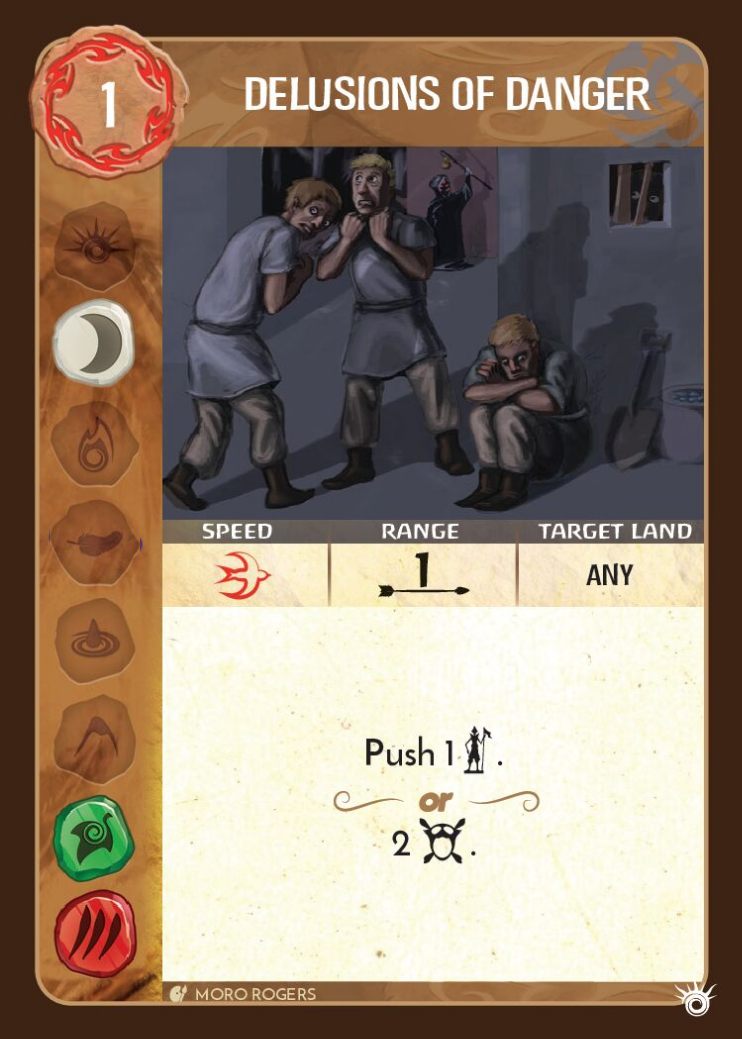 1
DELUSIONS OF DANGER
SPEED RANGE TARGET LAND
1 ANY
Push 1 .
or
2 .
MORO ROGERS